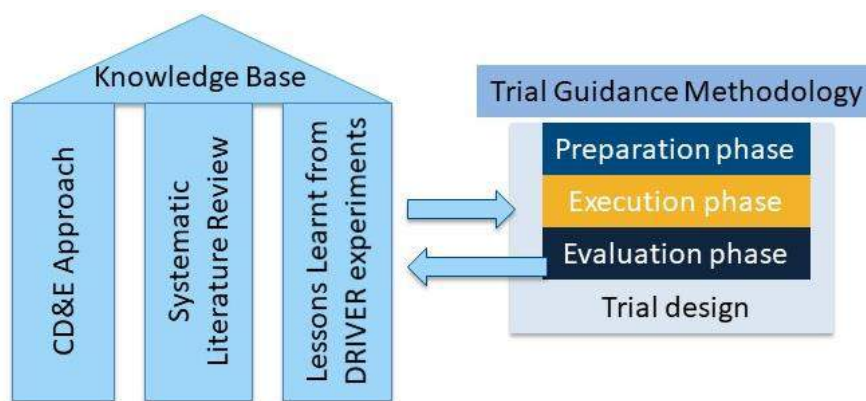 Knowledge Base
CD&E Approach
Systematic
Literature Review
Lessons Learnt from
DRIVER experiments
Trial Guidance Methodology
Preparation phase
Execution phase
Evaluation phase
Trial design